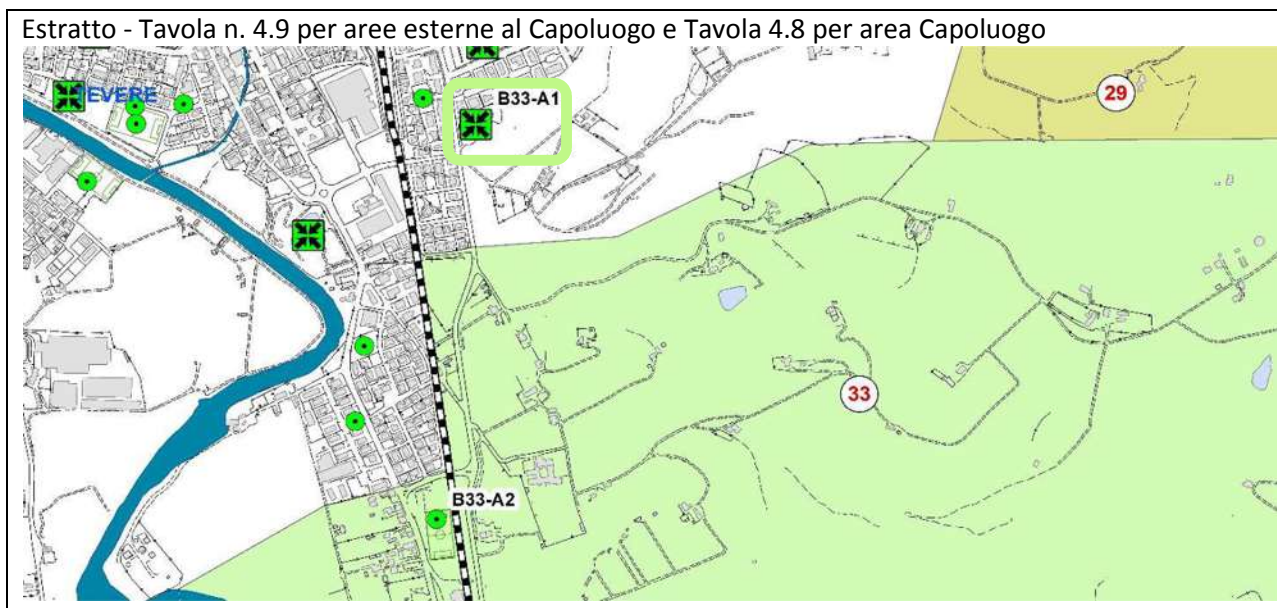 Estratto - Tavola n. 4.9 per aree esterne al Capoluogo e Tavola 4.8 per area Capoluogo
TEVERE
B33-A1
29
33
B33-A2